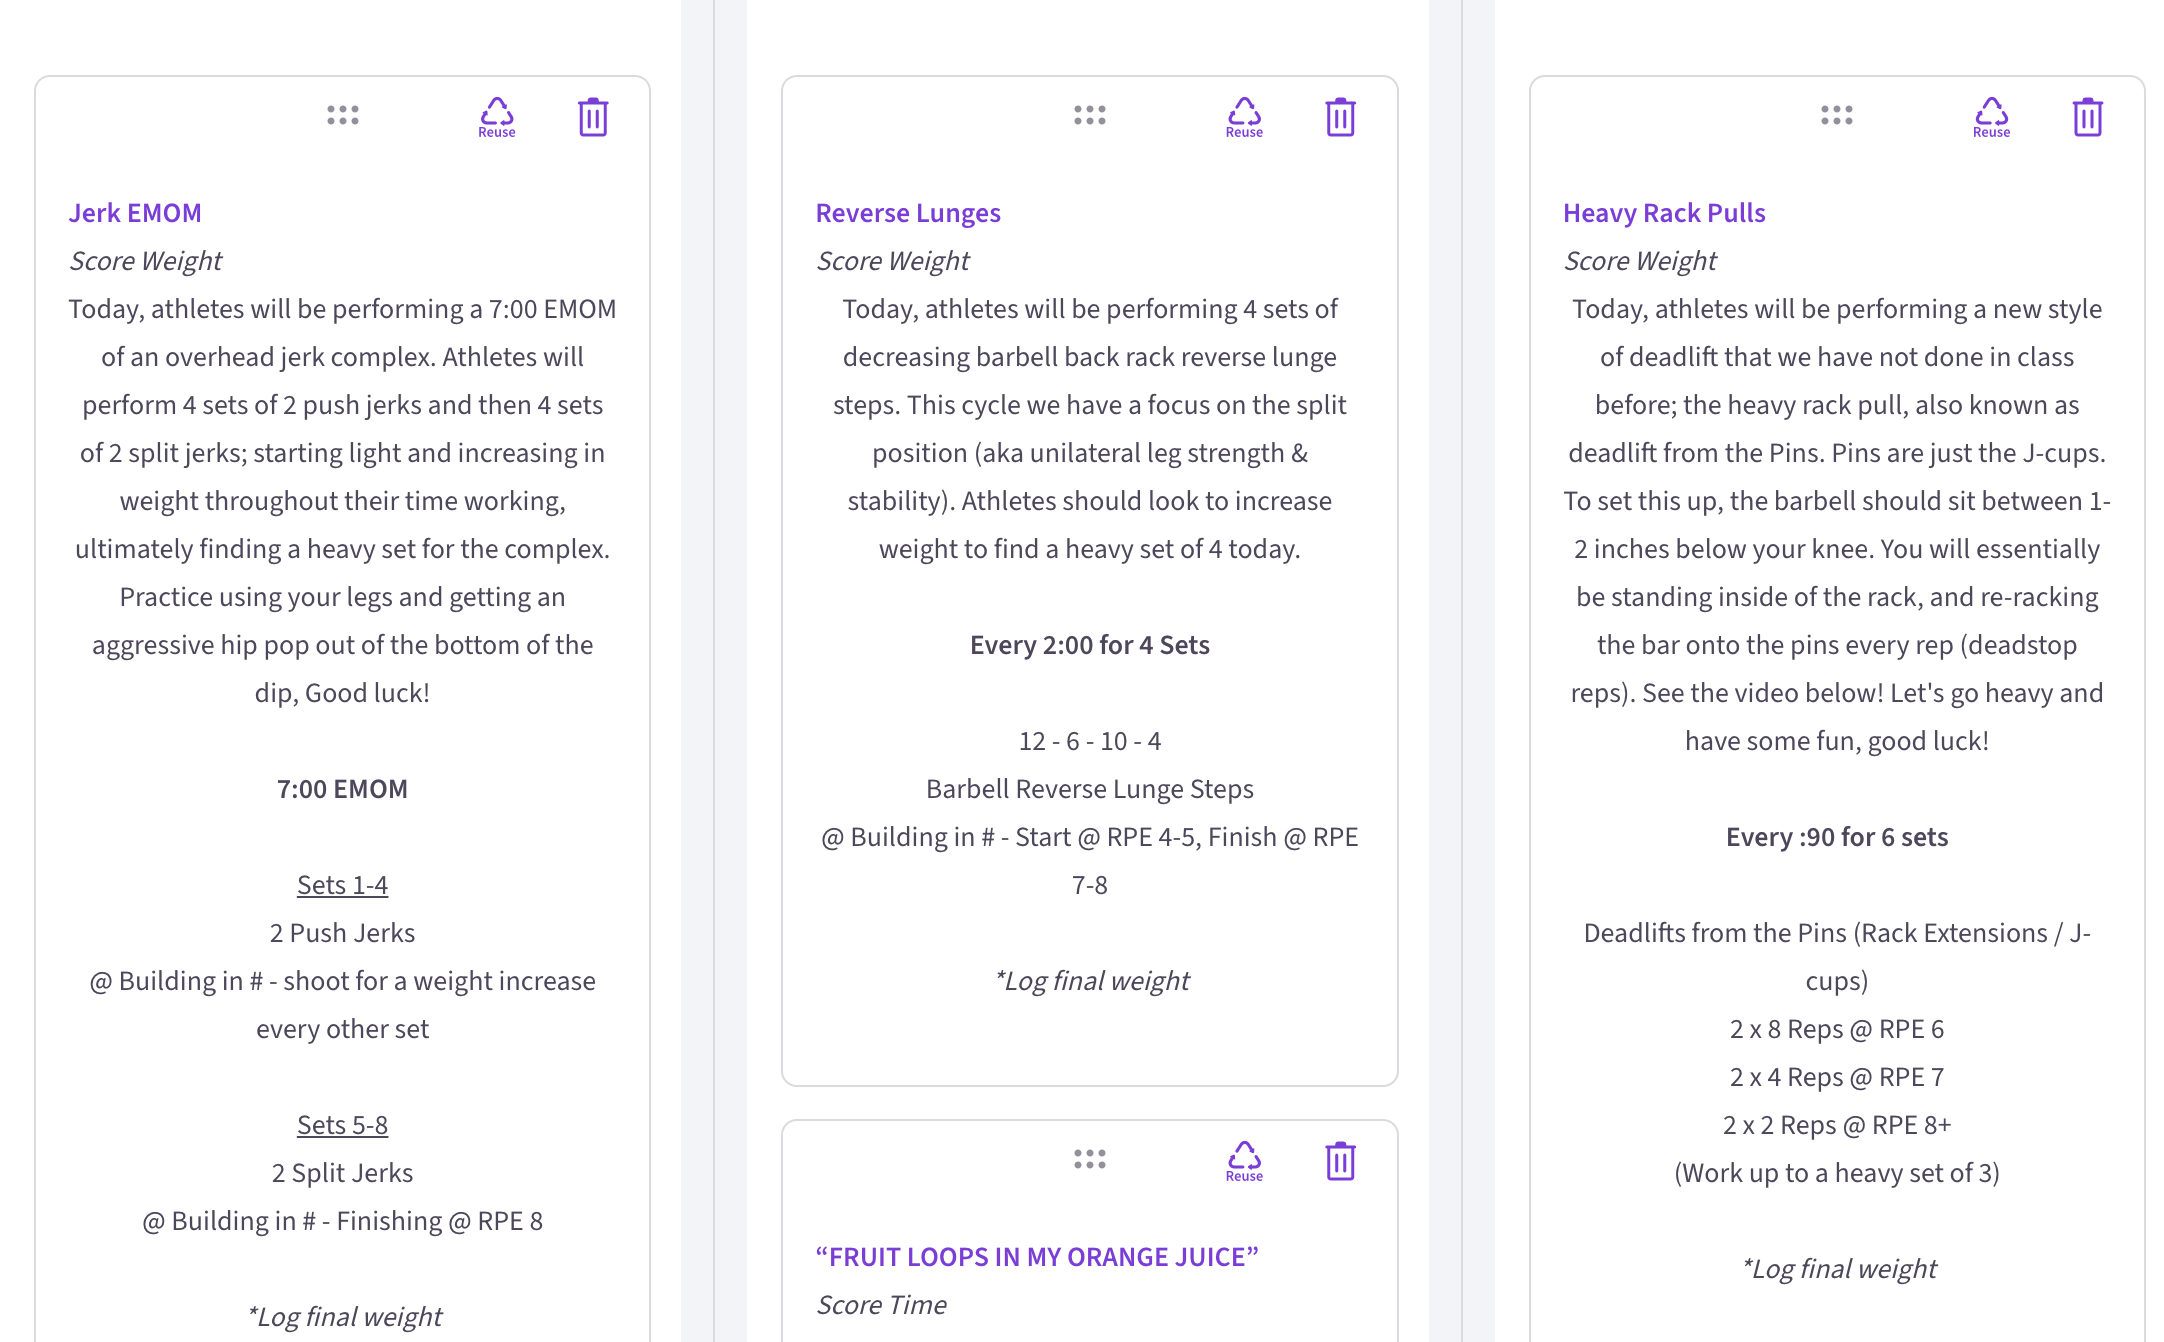 Reuse
Jerk EMOM
Score Weight
Today, athletes will be performing a 7:00 EMOM
of an overhead jerk complex. Athletes will
perform 4 sets of 2 push jerks and then 4 sets
of 2 split jerks; starting light and increasing in
weight throughout their time working,
ultimately finding a heavy set for the complex.
Practice using your legs and getting an
aggressive hip pop out of the bottom of the
dip, Good luck!
7:00 EMOM
Sets 1-4
2 Push Jerks
@ Building in # - shoot for a weight increase
every other set
Sets 5-8
2 Split Jerks
@ Building in # - Finishing @ RPE 8
*Log final weight
Reuse
Reverse Lunges
Score Weight
Today, athletes will be performing 4 sets of
decreasing barbell back rack reverse lunge
steps. This cycle we have a focus on the split
position (aka unilateral leg strength &
stability). Athletes should look to increase
weight to find a heavy set of 4 today.
Every 2:00 for 4 Sets
12 - 6 - 10 - 4
Barbell Reverse Lunge Steps
@ Building in # - Start @ RPE 4-5, Finish @ RPE
7-8
*Log final weight
Reuse
“FRUIT LOOPS IN MY ORANGE JUICE”
Score Time
Reuse
Heavy Rack Pulls
Score Weight
Today, athletes will be performing a new style
of deadlift that we have not done in class
before; the heavy rack pull, also known as
deadlift from the Pins. Pins are just the J-cups.
To set this up, the barbell should sit between 1-
2 inches below your knee. You will essentially
be standing inside of the rack, and re-racking
the bar onto the pins every rep (deadstop
reps). See the video below! Let's go heavy and
have some fun, good luck!
Every :90 for 6 sets
Deadlifts from the Pins (Rack Extensions / J-
cups)
2 x 8 Reps @ RPE 6
2 x 4 Reps @ RPE 7
2 x 2 Reps @ RPE 8+
(Work up to a heavy set of 3)
*Log final weight